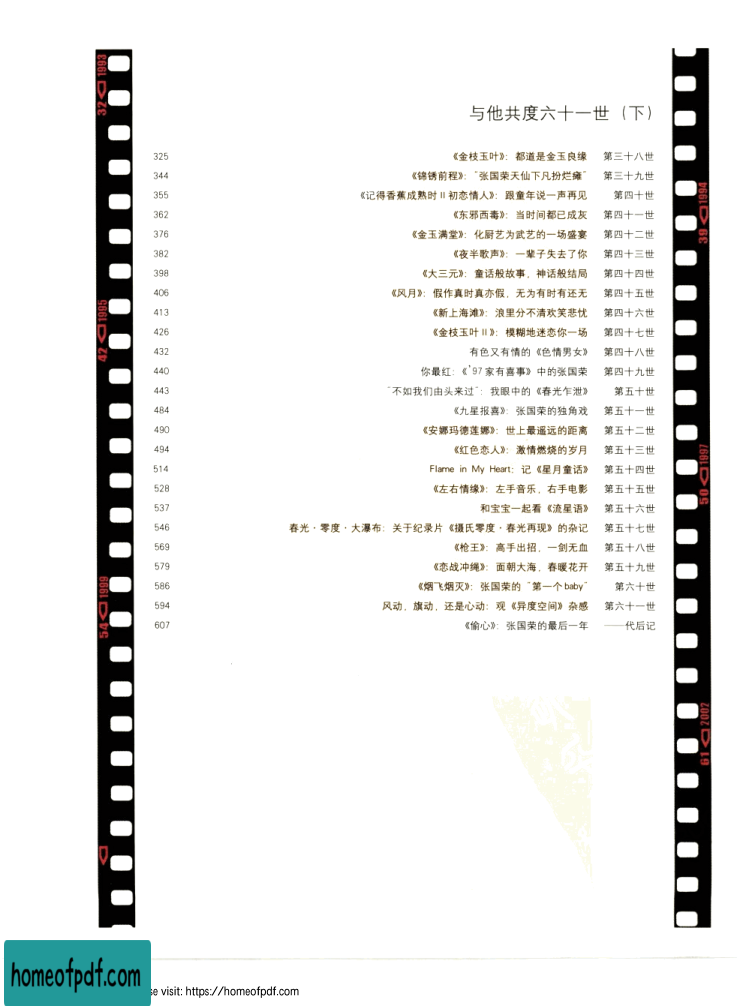 与他共度六十一世（下）
325 《金枝玉叶》：都道是金玉良缘 第三十八世
344 《锦锈前程》：“张国荣天仙下凡扮烂瘫” 第三十九世
355 《记得香蕉成熟时Ⅱ初恋情人》：跟童年说一声再见 第四十世
362 《东邪西毒》：当时间都已成灰 第四十一世
376 《金玉满堂》：化厨艺为武艺的一场盛宴 第四十二世
382 《夜半歌声》：一辈子失去了你 第四十三世
398 《大三元》：童话般故事，神话般结局 第四十四世
406 《风月》：假作真时真亦假，无为有时有还无 第四十五世
413 《新上海滩》：浪里分不清欢笑悲忧 第四十六世
426 《金枝玉叶Ⅱ》：模糊地迷恋你一场 第四十七世
432 有色又有情的《色情男女》 第四十八世
440 你最红：《'97家有喜事》中的张国荣 第四十九世
443 “不如我们由头来过”：我眼中的《春光乍泄》 第五十世
484 《九星报喜》：张国荣的独角戏 第五十一世
490 《安娜玛德莲娜》：世上最遥远的距离 第五十二世
494 《红色恋人》：激情燃烧的岁月 第五十三世
514 Flame in My Heart：记《星月童话》 第五十四世
528 《左右情缘》：左手音乐，右手电影 第五十五世
537 和宝宝一起看《流星语》 第五十六世
546 春光·零度·大瀑布：关于纪录片《摄氏零度·春光再现》的杂记 第五十七世
569 《枪王》：高手出招，一剑无血 第五十八世
579 《恋战冲绳》：面朝大海，春暖花开 第五十九世
586 《烟飞烟灭》：张国荣的“第一个baby” 第六十世
594 风动，旗动，还是心动：观《异度空间》杂感 第六十一世
607 《偷心》：张国荣的最后一年 ——代后记
32 1993
42 1995
54 1999
39 1994
50 1997
61 2002
homeofpdf.com
se visit: https://homeofpdf.com